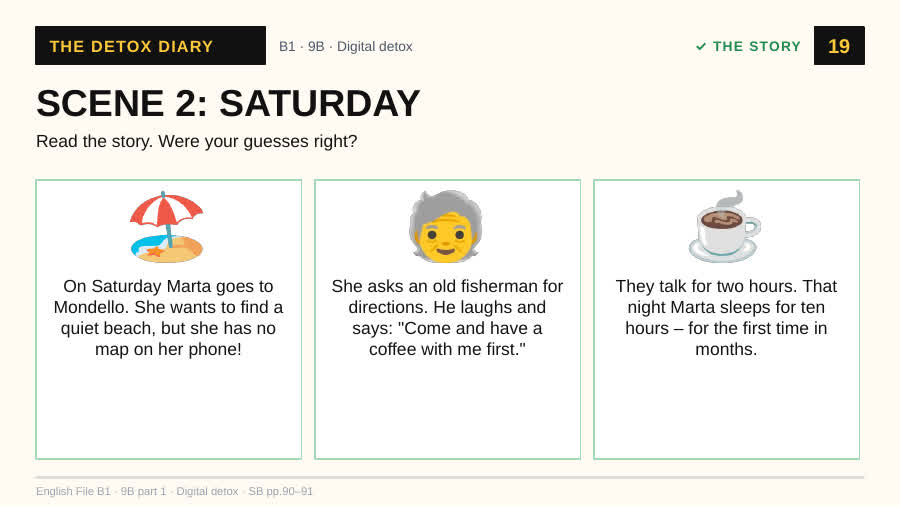 THE DETOX DIARY
B1 · 9B · Digital detox
✓ THE STORY
19
SCENE 2: SATURDAY
Read the story. Were your guesses right?
On Saturday Marta goes to
Mondello. She wants to find a
quiet beach, but she has no
map on her phone!
She asks an old fisherman for
directions. He laughs and
says: "Come and have a
coffee with me first."
They talk for two hours. That
night Marta sleeps for ten
hours – for the first time in
months.
English File B1 · 9B part 1 · Digital detox · SB pp.90–91